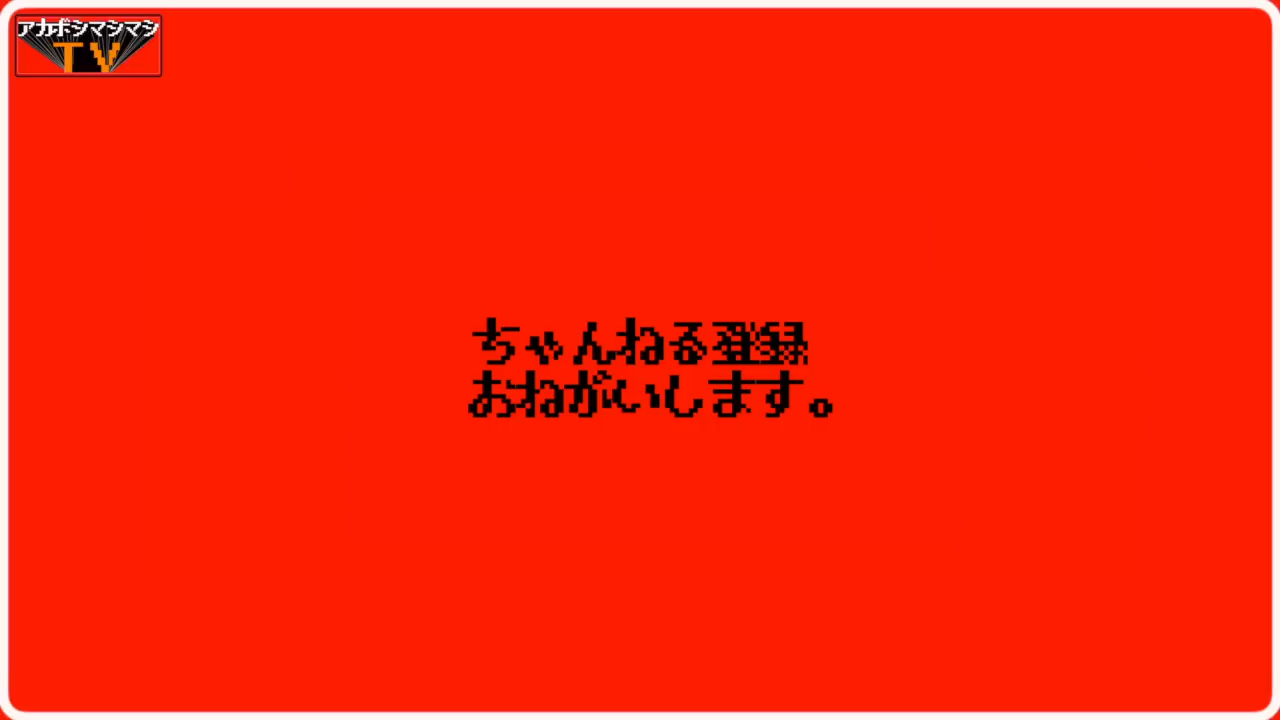 アカボシマシマシ
TV
ちゃんねる登録
おねがいします。